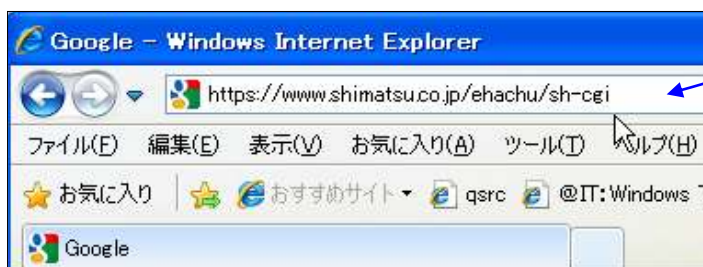 Google - Windows Internet Explorer
https://www.shimatsu.co.jp/ehachu/sh-cgi
ファイル(F) 編集(E) 表示(V) お気に入り(A) ツール(T) ヘルプ(H)
お気に入り おすすめサイト qsrc @IT: Windows
Google